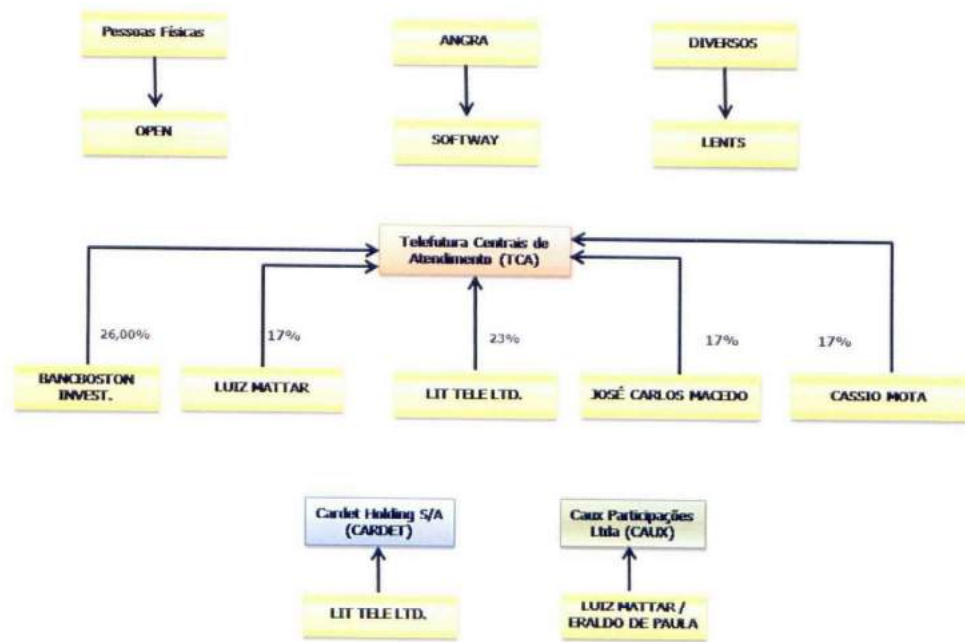 Pessoas Físicas
ANGRA
DIVERSOS
OPEN
SOFTWAY
LENTS
Telefutura Centrais de
Atendimento (TCA)
26,00%
17%
23%
17%
17%
BANCBOSTON
INVEST.
LUIZ MATTAR
LIT TELE LTD.
JOSÉ CARLOS MACEDO
CASSIO MOTA
Cardet Holding S/A
(CARDET)
Caux Participações
Ltda (CAUX)
LIT TELE LTD.
LUIZ MATTAR /
ERALDO DE PAULA